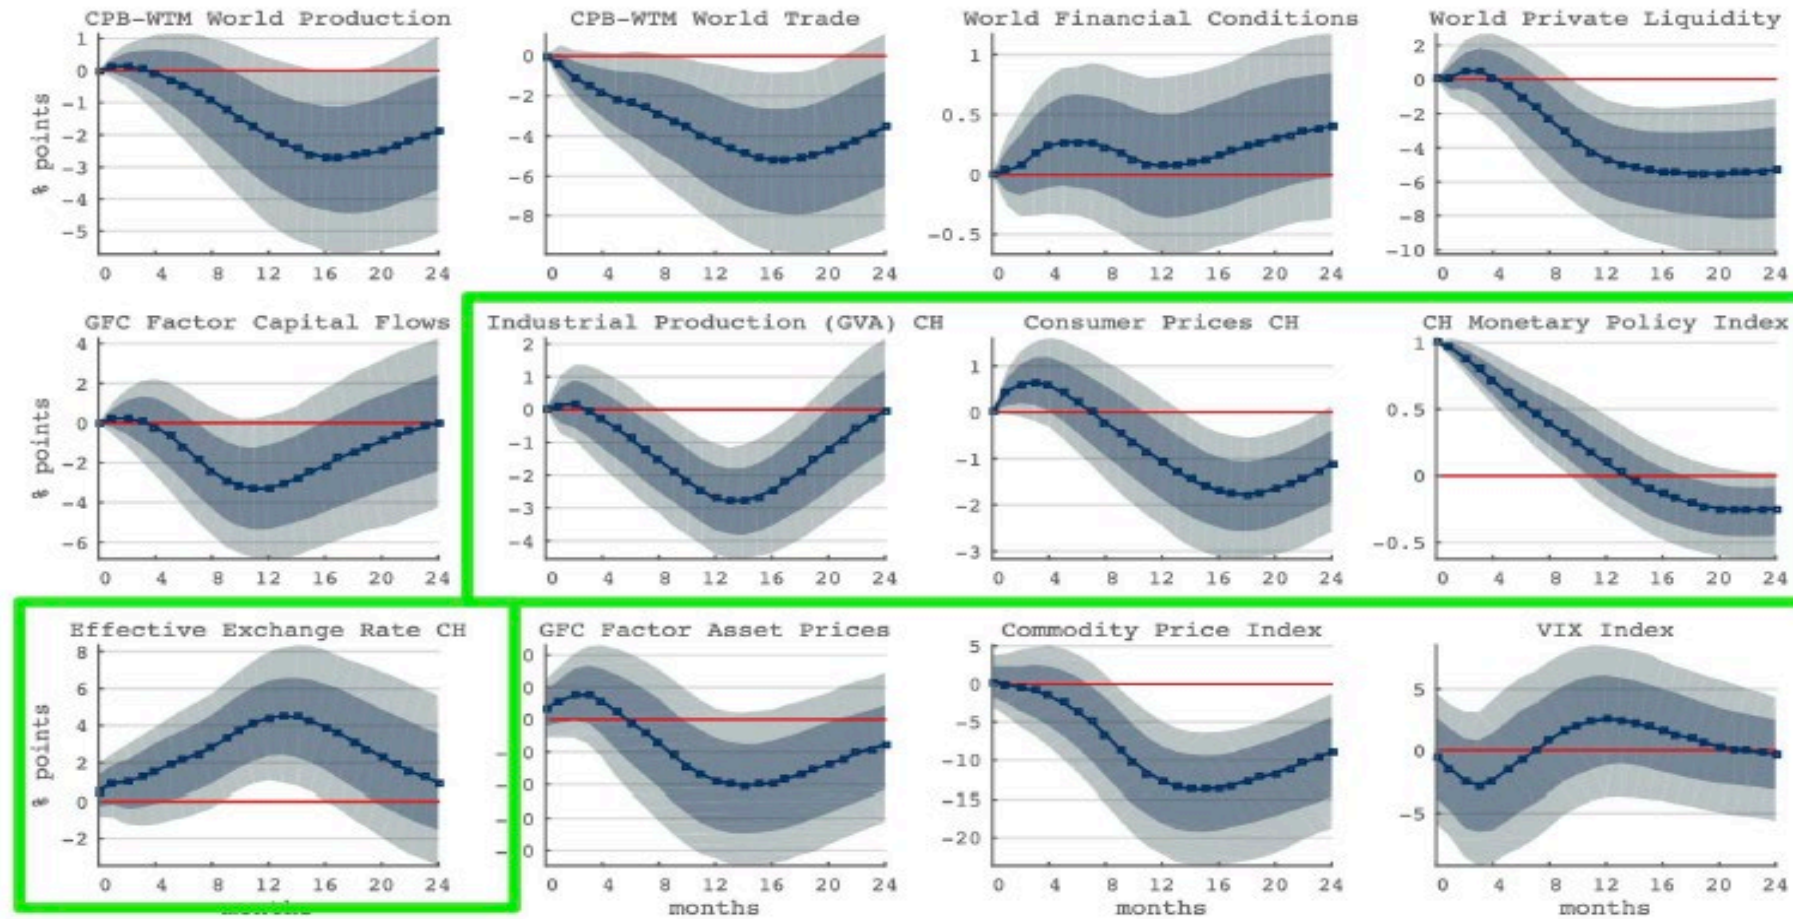 CPB-WTM World Production
CPB-WTM World Trade
World Financial Conditions
World Private Liquidity
% points
1
0
-1
-2
-3
-4
-5
0 4 8 12 16 20 24
0
-2
-4
-6
-8
0 4 8 12 16 20 24
1
0.5
0
-0.5
0 4 8 12 16 20 24
2
0
-2
-4
-6
-8
-10
0 4 8 12 16 20 24
GFC Factor Capital Flows
Industrial Production (GVA) CH
Consumer Prices CH
CH Monetary Policy Index
% points
4
2
0
-2
-4
-6
0 4 8 12 16 20 24
2
1
0
-1
-2
-3
-4
0 4 8 12 16 20 24
1
0
-1
-2
-3
0 4 8 12 16 20 24
1
0.5
0
-0.5
0 4 8 12 16 20 24
Effective Exchange Rate CH
GFC Factor Asset Prices
Commodity Price Index
VIX Index
% points
8
6
4
2
0
-2
0 4 8 12 16 20 24
months
0
0
0
0
0
0
0
0 4 8 12 16 20 24
months
5
0
-5
-10
-15
-20
0 4 8 12 16 20 24
months
5
0
-5
0 4 8 12 16 20 24
months